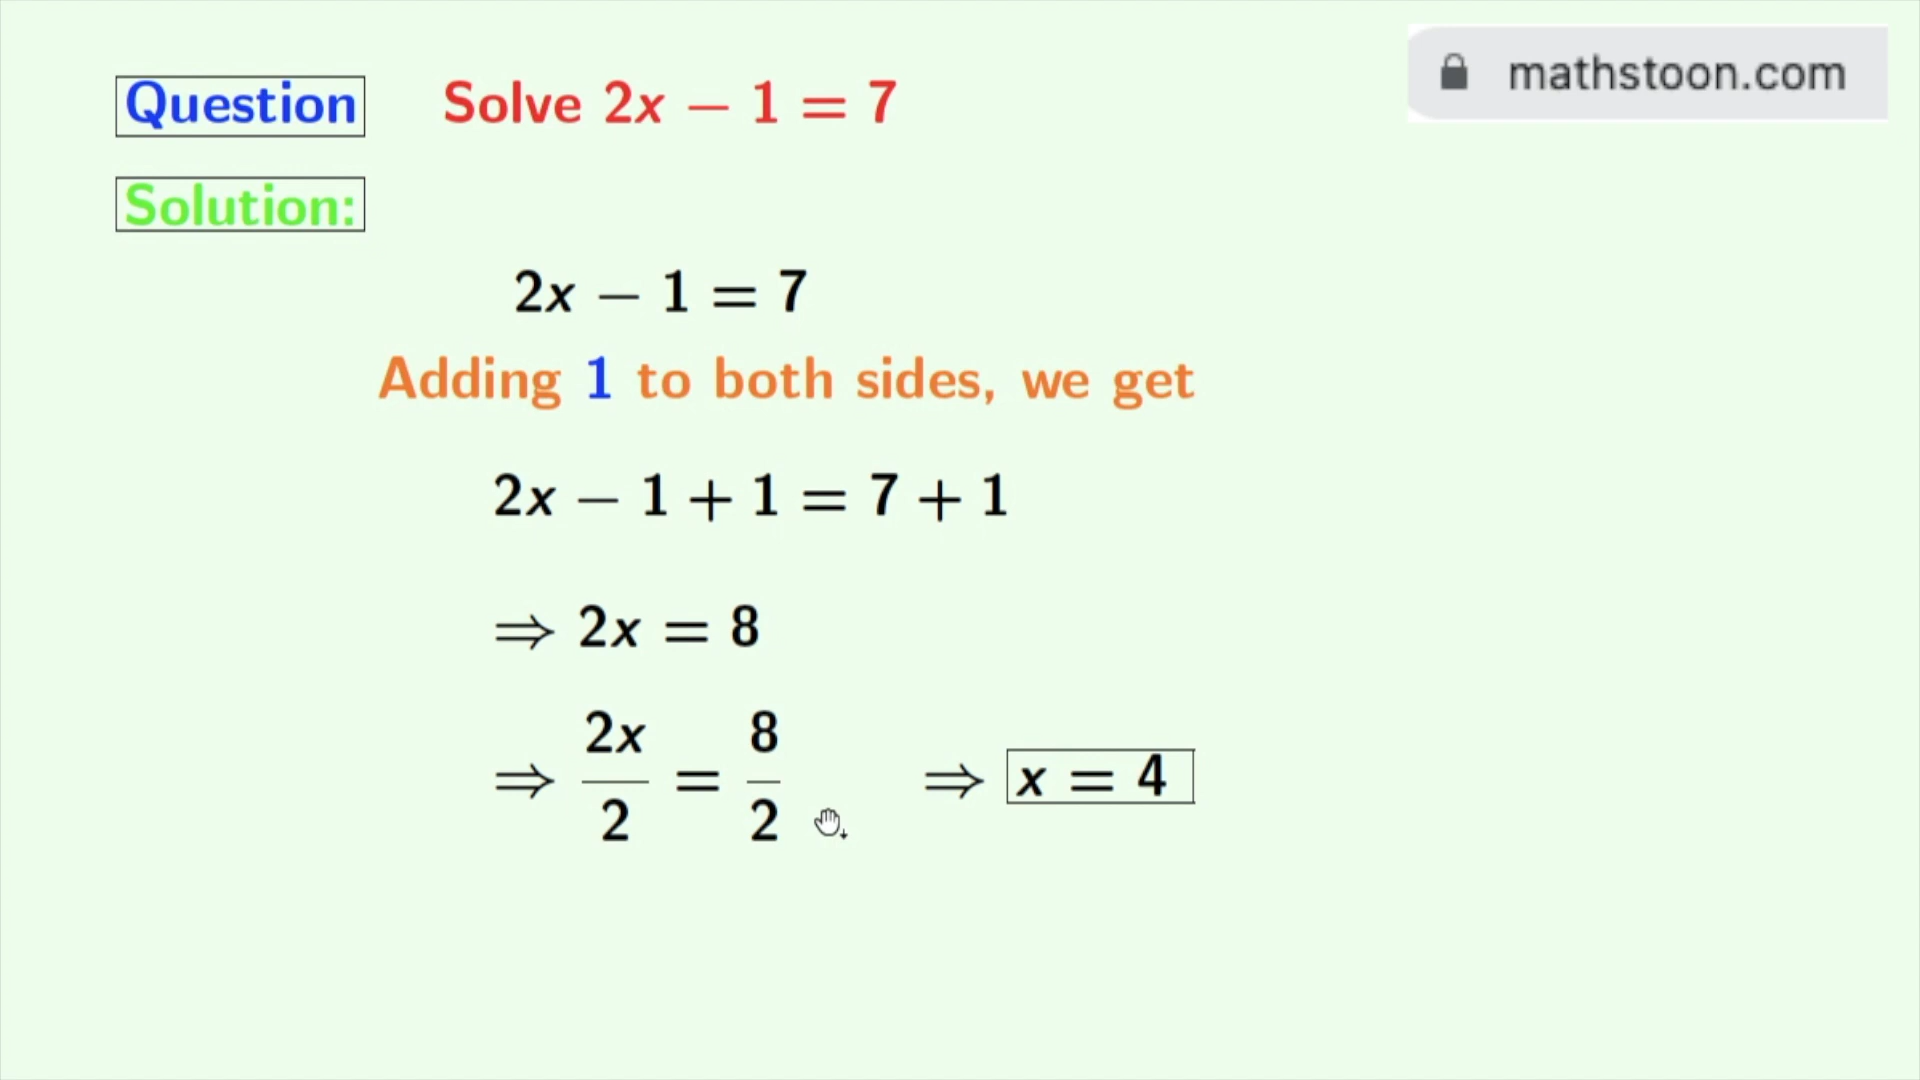 Question Solve 2x − 1 = 7
mathstoon.com
Solution:
2x − 1 = 7
Adding 1 to both sides, we get
2x − 1 + 1 = 7 + 1
⇒ 2x = 8
⇒ 2x/2 = 8/2 ⇒ x = 4